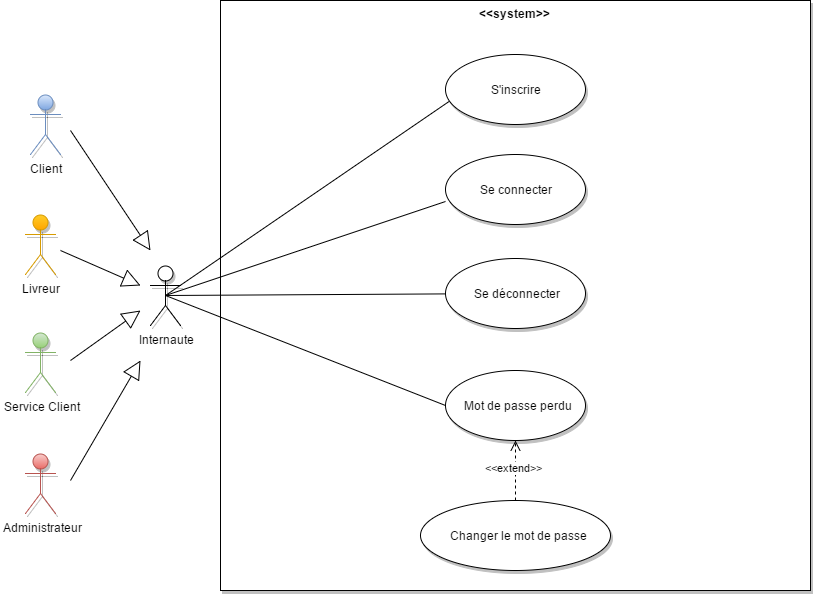 <<system>>
S'inscrire
Client
Se connecter
Livreur
Se déconnecter
Internaute
Service Client
Mot de passe perdu
<<extend>>
Administrateur
Changer le mot de passe